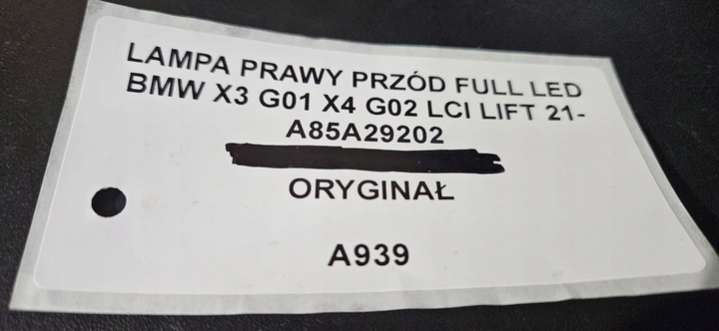 LAMPA PRAWY PRZÓD FULL LED
BMW X3 G01 X4 G02 LCI LIFT 21-
A85A29202
ORYGINAŁ
A939